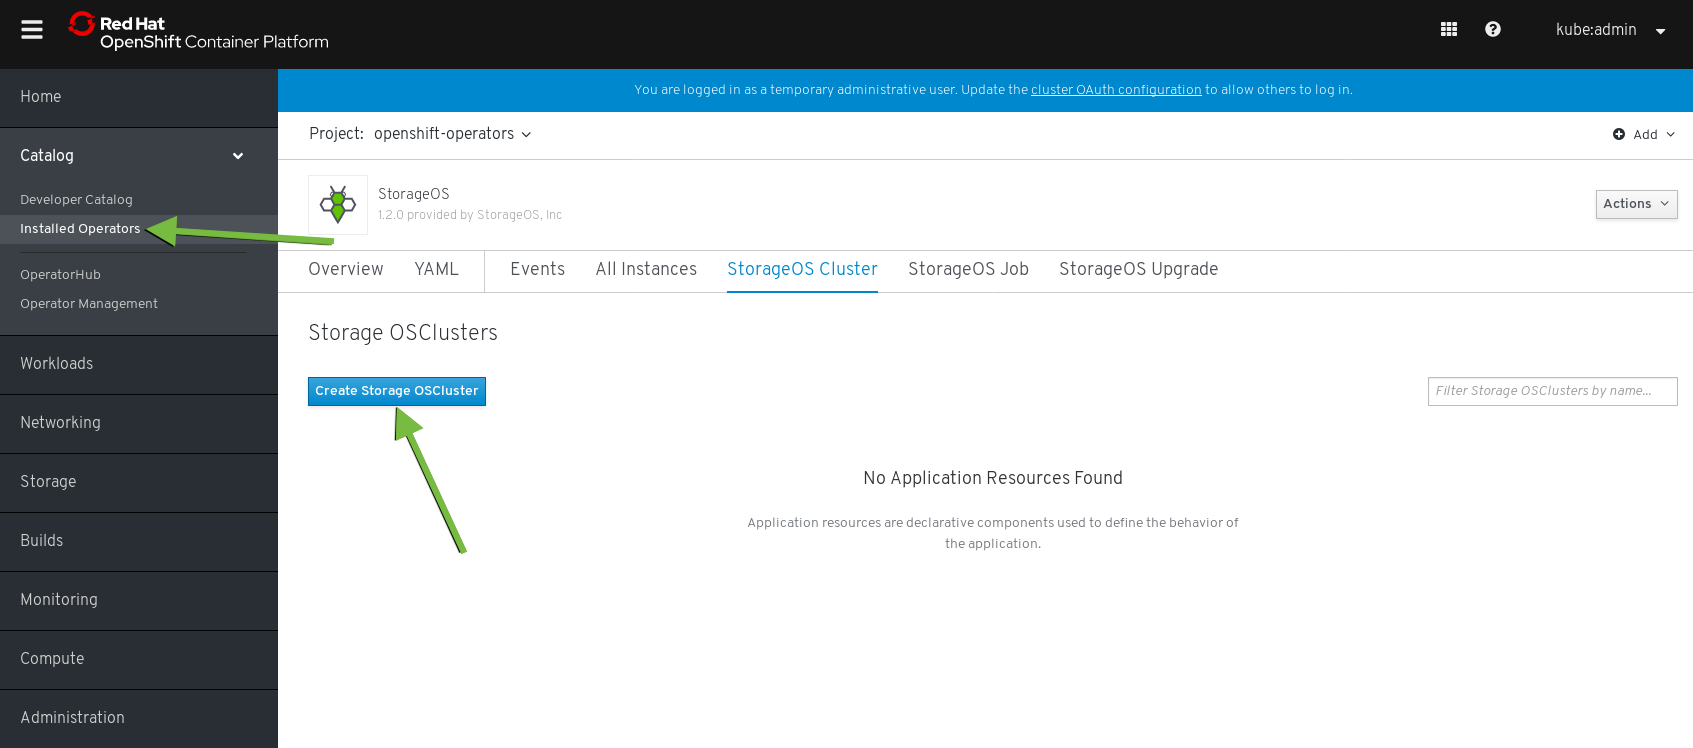 Red Hat
OpenShift Container Platform
kube:admin
Home
Catalog
Developer Catalog
Installed Operators
OperatorHub
Operator Management
Workloads
Networking
Storage
Builds
Monitoring
Compute
Administration
You are logged in as a temporary administrative user. Update the cluster OAuth configuration to allow others to log in.
Project: openshift-operators
Add
StorageOS
1.2.0 provided by StorageOS, Inc
Actions
Overview YAML Events All Instances StorageOS Cluster StorageOS Job StorageOS Upgrade
Storage OSClusters
Create Storage OSCluster
Filter Storage OSClusters by name...
No Application Resources Found
Application resources are declarative components used to define the behavior of
the application.